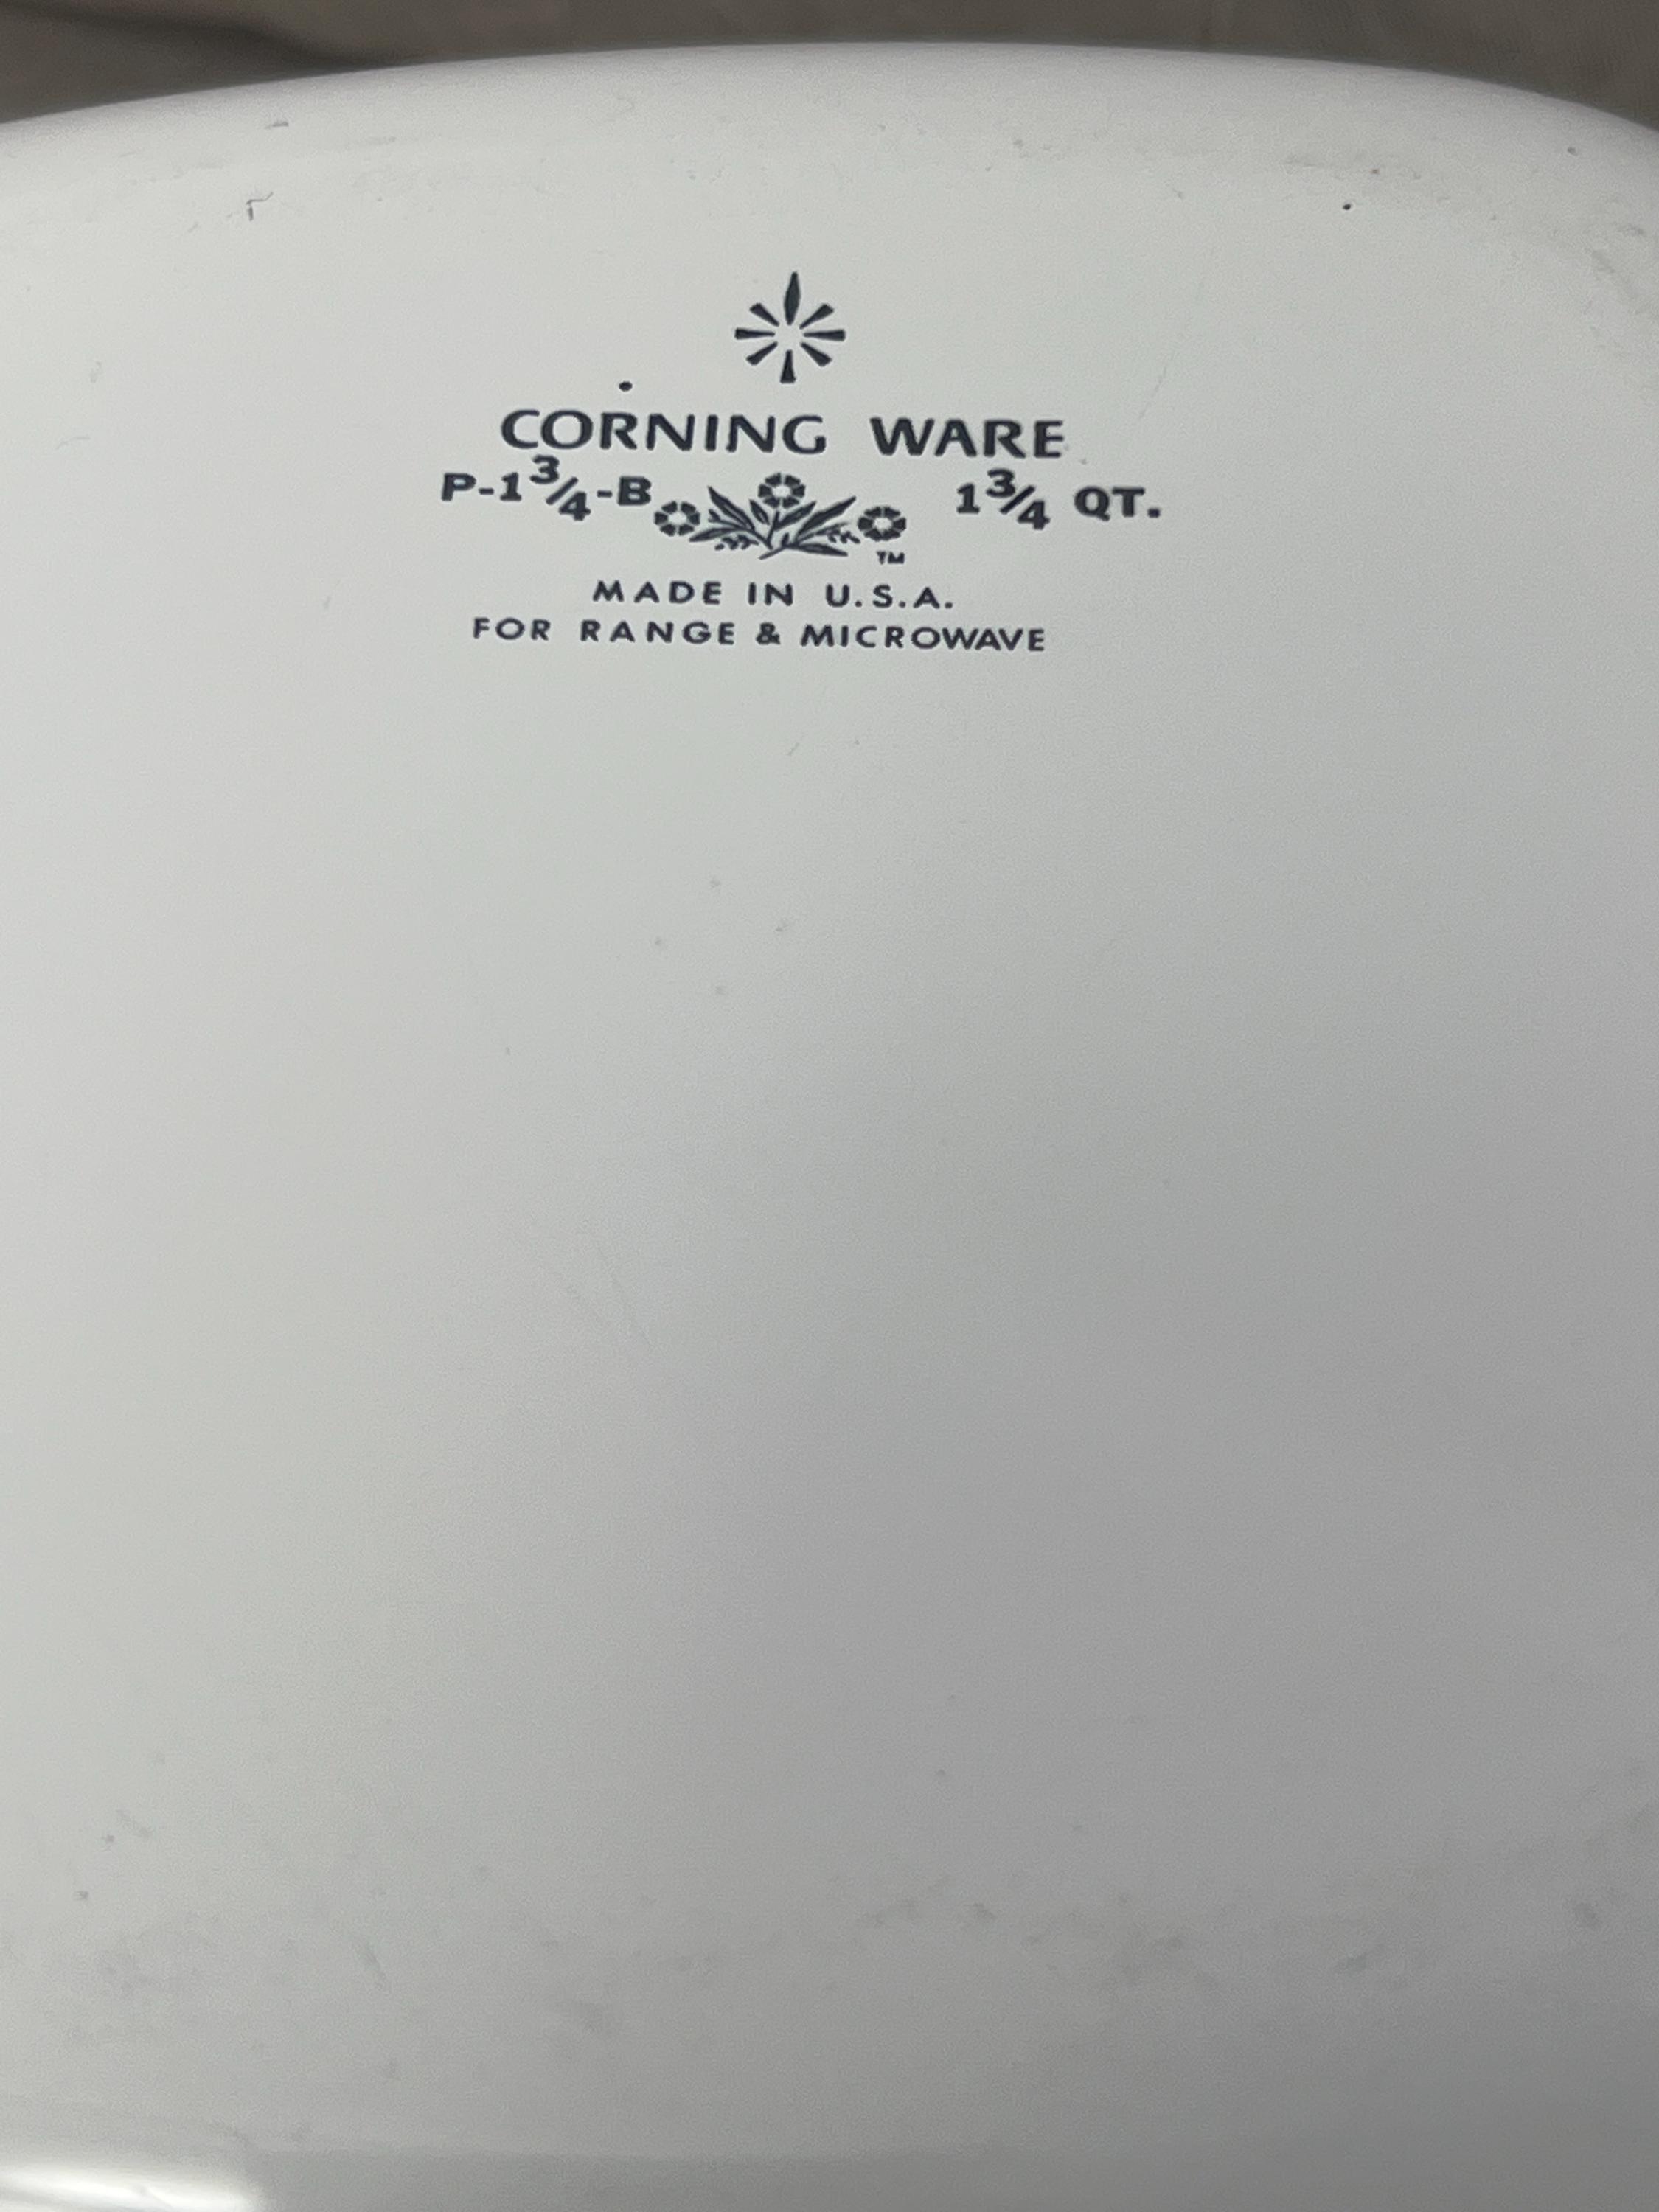 CORNING WARE
P-1¾-B 1¾ QT.
TM
MADE IN U.S.A.
FOR RANGE & MICROWAVE